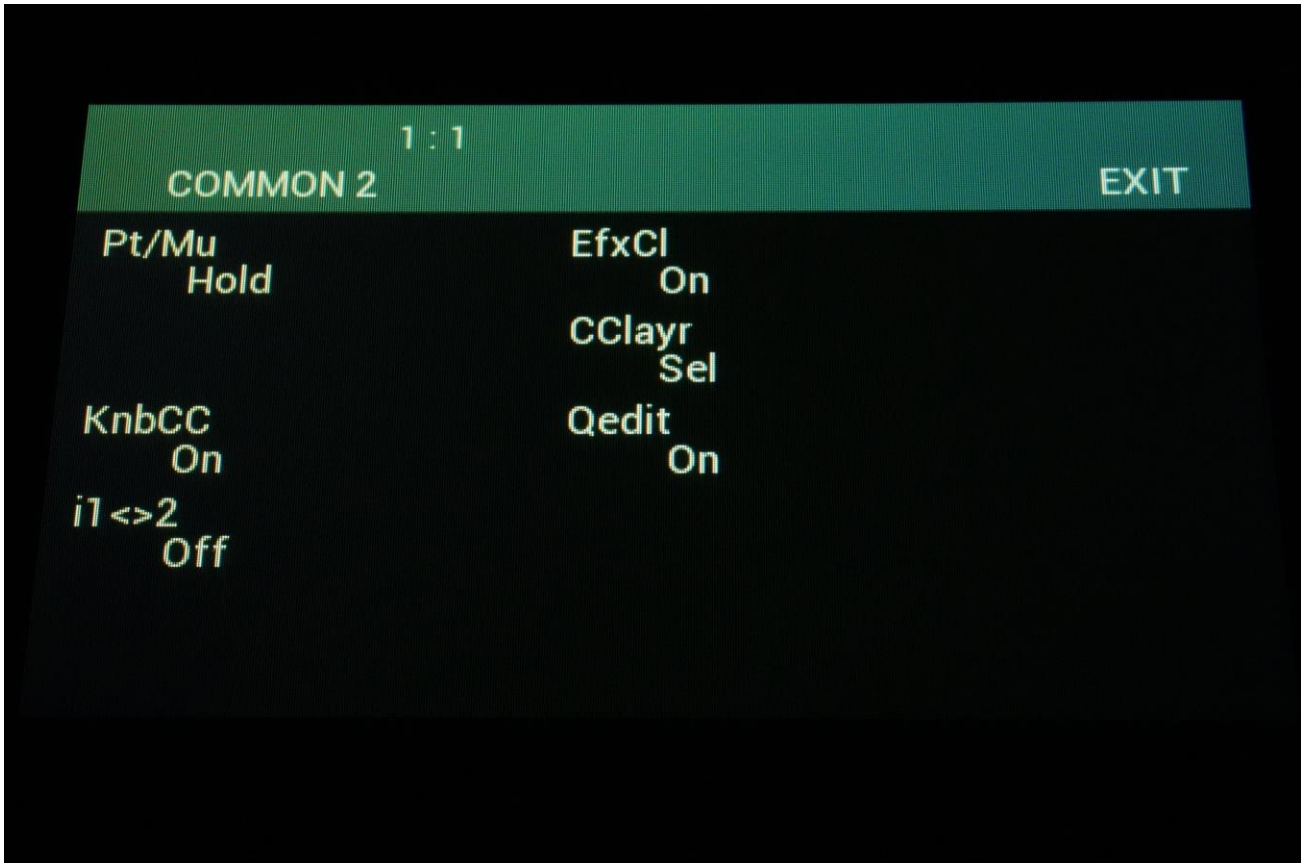 1 : 1
COMMON 2
EXIT
Pt/Mu
Hold
EfxCl
On
CClayr
Sel
KnbCC
On
Qedit
On
i1<>2
Off